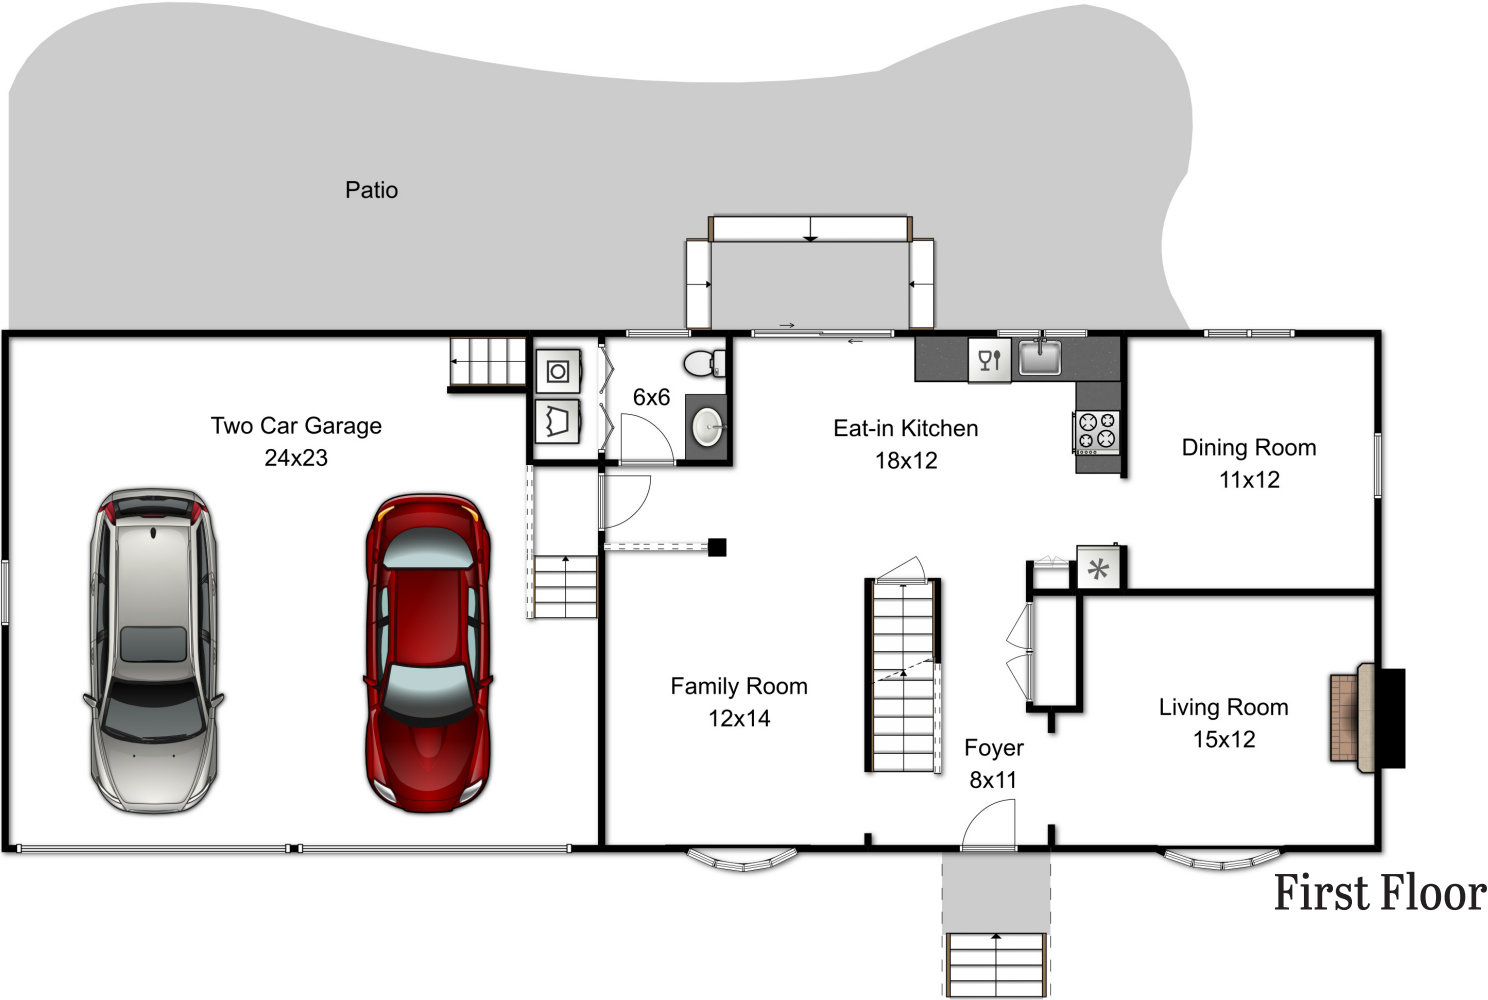 Patio
Two Car Garage
24x23
6x6
Eat-in Kitchen
18x12
Dining Room
11x12
Family Room
12x14
Foyer
8x11
Living Room
15x12
First Floor